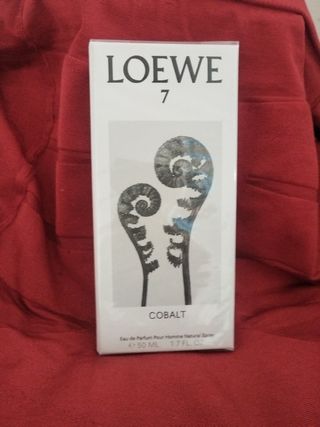 LOEWE
7
COBALT
Eau de Parfum Pour Homme Natural Spray
e 50 ML 1.7 FL. OZ